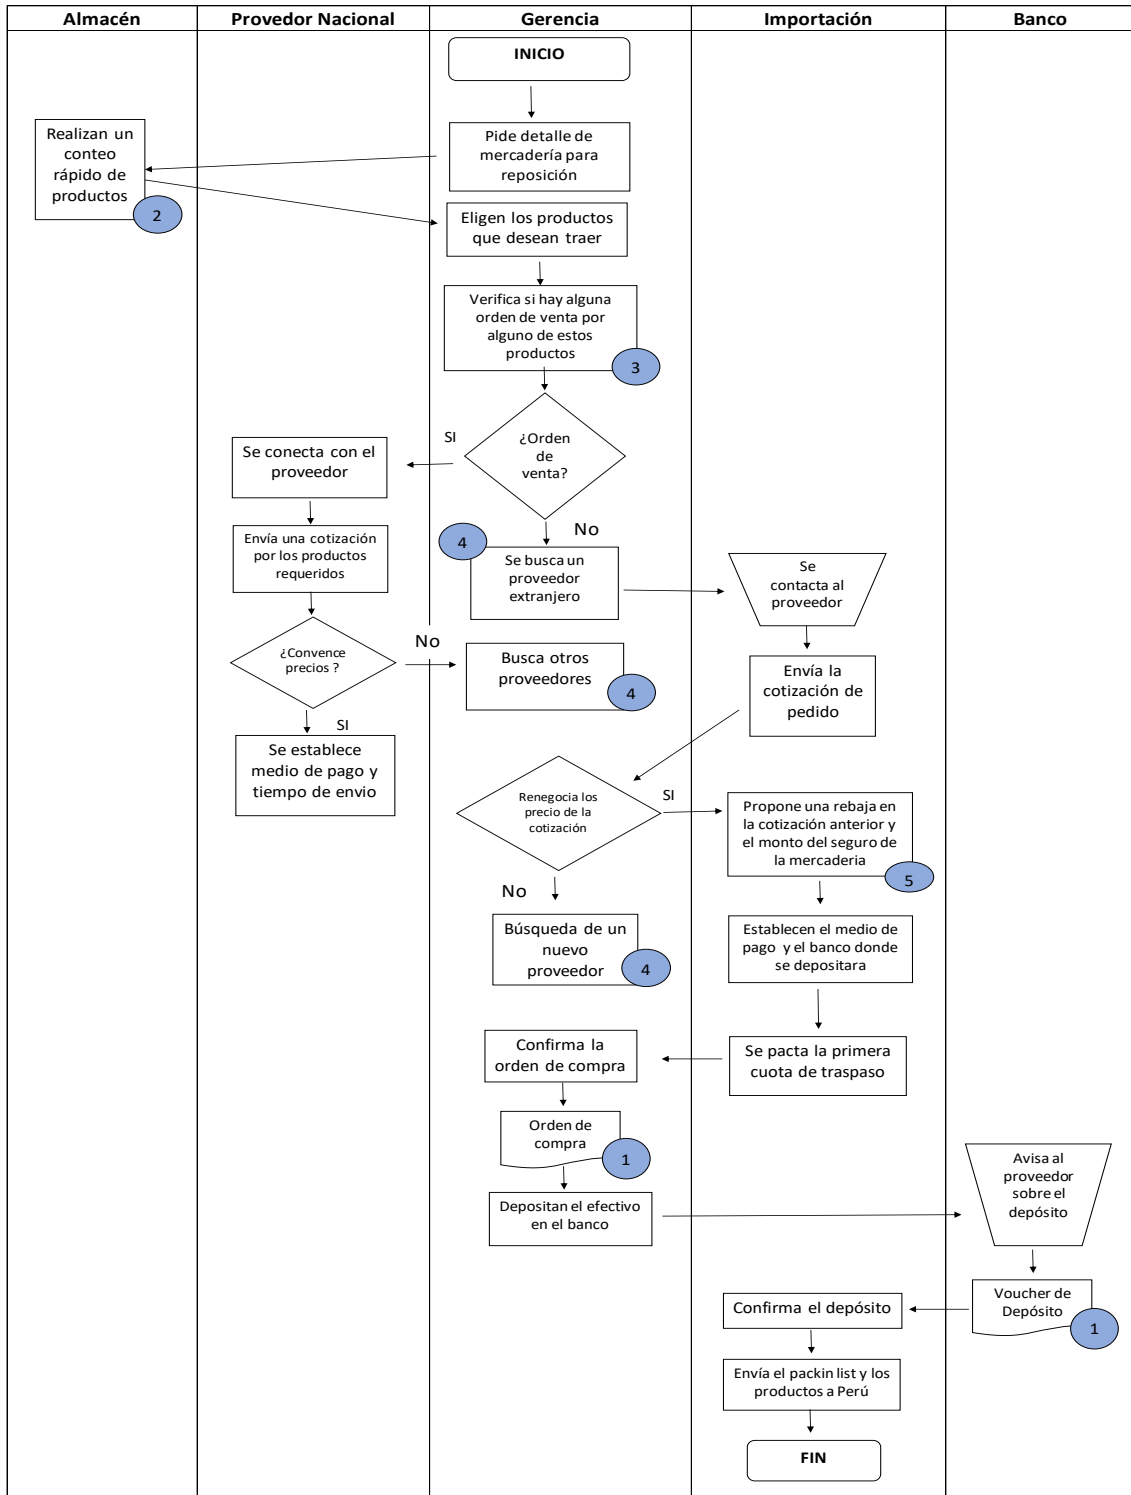 Almacén
Provedor Nacional
Gerencia
Importación
Banco
INICIO
Pide detalle de
mercadería para
reposición
Realizan un
conteo
rápido de
productos
2
Eligen los productos
que desean traer
Verifica si hay alguna
orden de venta por
alguno de estos
productos
3
¿Orden
de
venta?
SI
Se conecta con el
proveedor
No
Envía una cotización
por los productos
requeridos
4
Se busca un
proveedor
extranjero
Se
contacta al
proveedor
¿Convence
precios ?
No
Busca otros
proveedores
4
Envía la
cotización de
pedido
SI
Se establece
medio de pago y
tiempo de envio
Renegocia los
precio de la
cotización
SI
Propone una rebaja en
la cotización anterior y
el monto del seguro de
la mercaderia
5
No
Búsqueda de un
nuevo
proveedor
4
Establecen el medio de
pago y el banco donde
se depositara
Confirma la
orden de compra
Se pacta la primera
cuota de traspaso
Orden de
compra
1
Depositan el efectivo
en el banco
Avisa al
proveedor
sobre el
depósito
Voucher de
Depósito
1
Confirma el depósito
Envía el packin list y los
productos a Perú
FIN